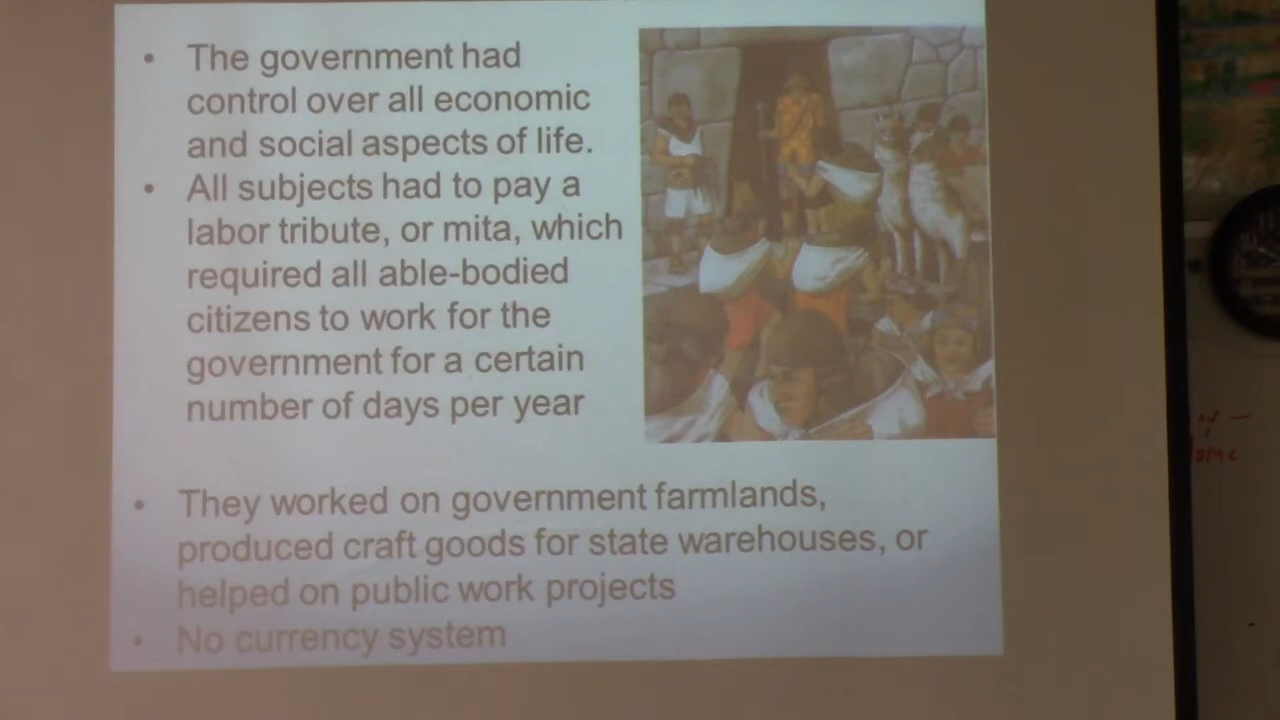 • The government had
control over all economic
and social aspects of life.
• All subjects had to pay a
labor tribute, or mita, which
required all able-bodied
citizens to work for the
government for a certain
number of days per year
• They worked on government farmlands,
produced craft goods for state warehouses, or
helped on public work projects
• No currency system